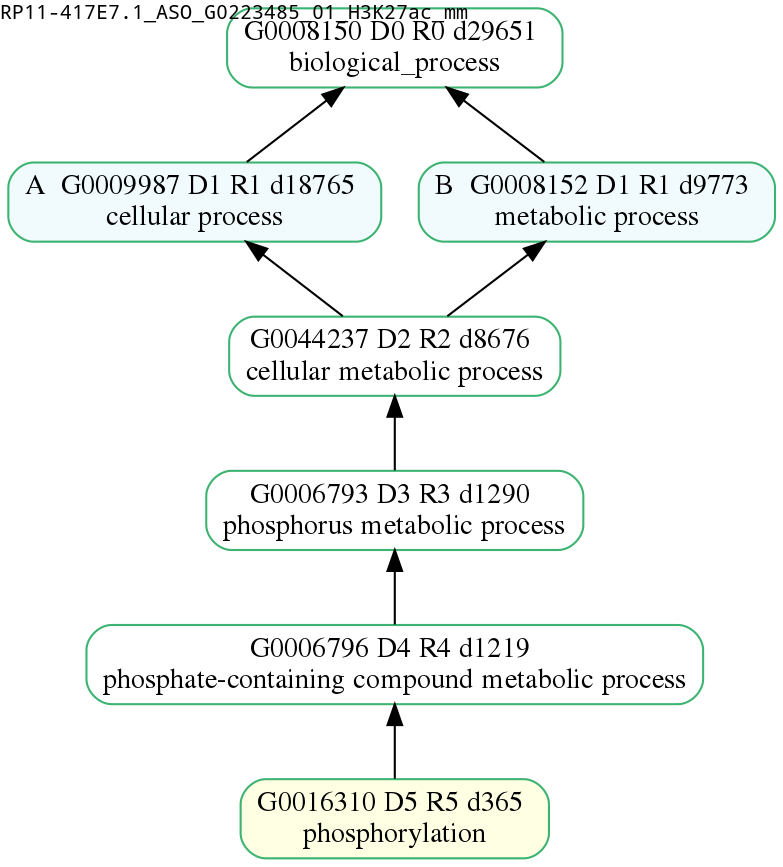 RP11-417E7.1_ASO_G0223485_01_H3K27ac_mm
G0008150 D0 R0 d29651
biological_process
A G0009987 D1 R1 d18765
cellular process
B G0008152 D1 R1 d9773
metabolic process
G0044237 D2 R2 d8676
cellular metabolic process
G0006793 D3 R3 d1290
phosphorus metabolic process
G0006796 D4 R4 d1219
phosphate-containing compound metabolic process
G0016310 D5 R5 d365
phosphorylation